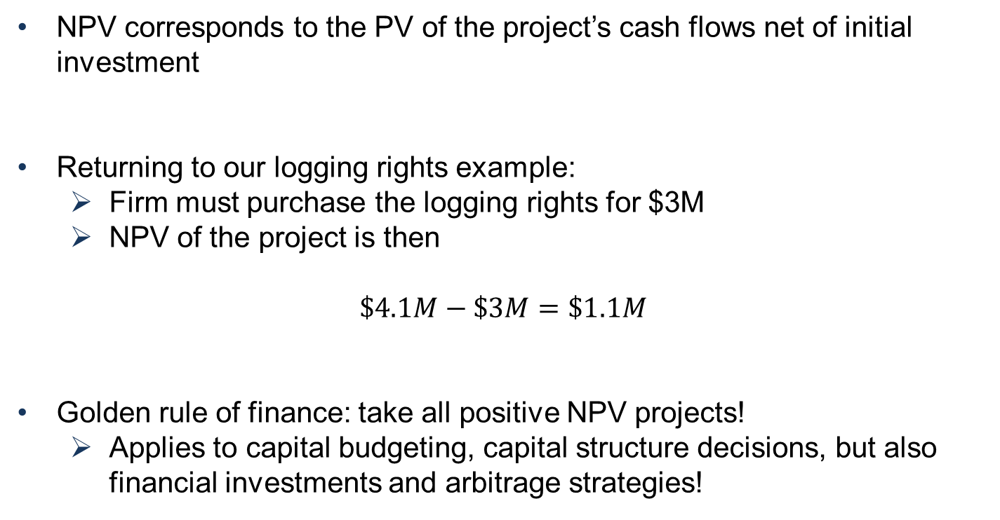 • NPV corresponds to the PV of the project’s cash flows net of initial
investment
• Returning to our logging rights example:
➢ Firm must purchase the logging rights for $3M
➢ NPV of the project is then
$4.1M − $3M = $1.1M
• Golden rule of finance: take all positive NPV projects!
➢ Applies to capital budgeting, capital structure decisions, but also
financial investments and arbitrage strategies!